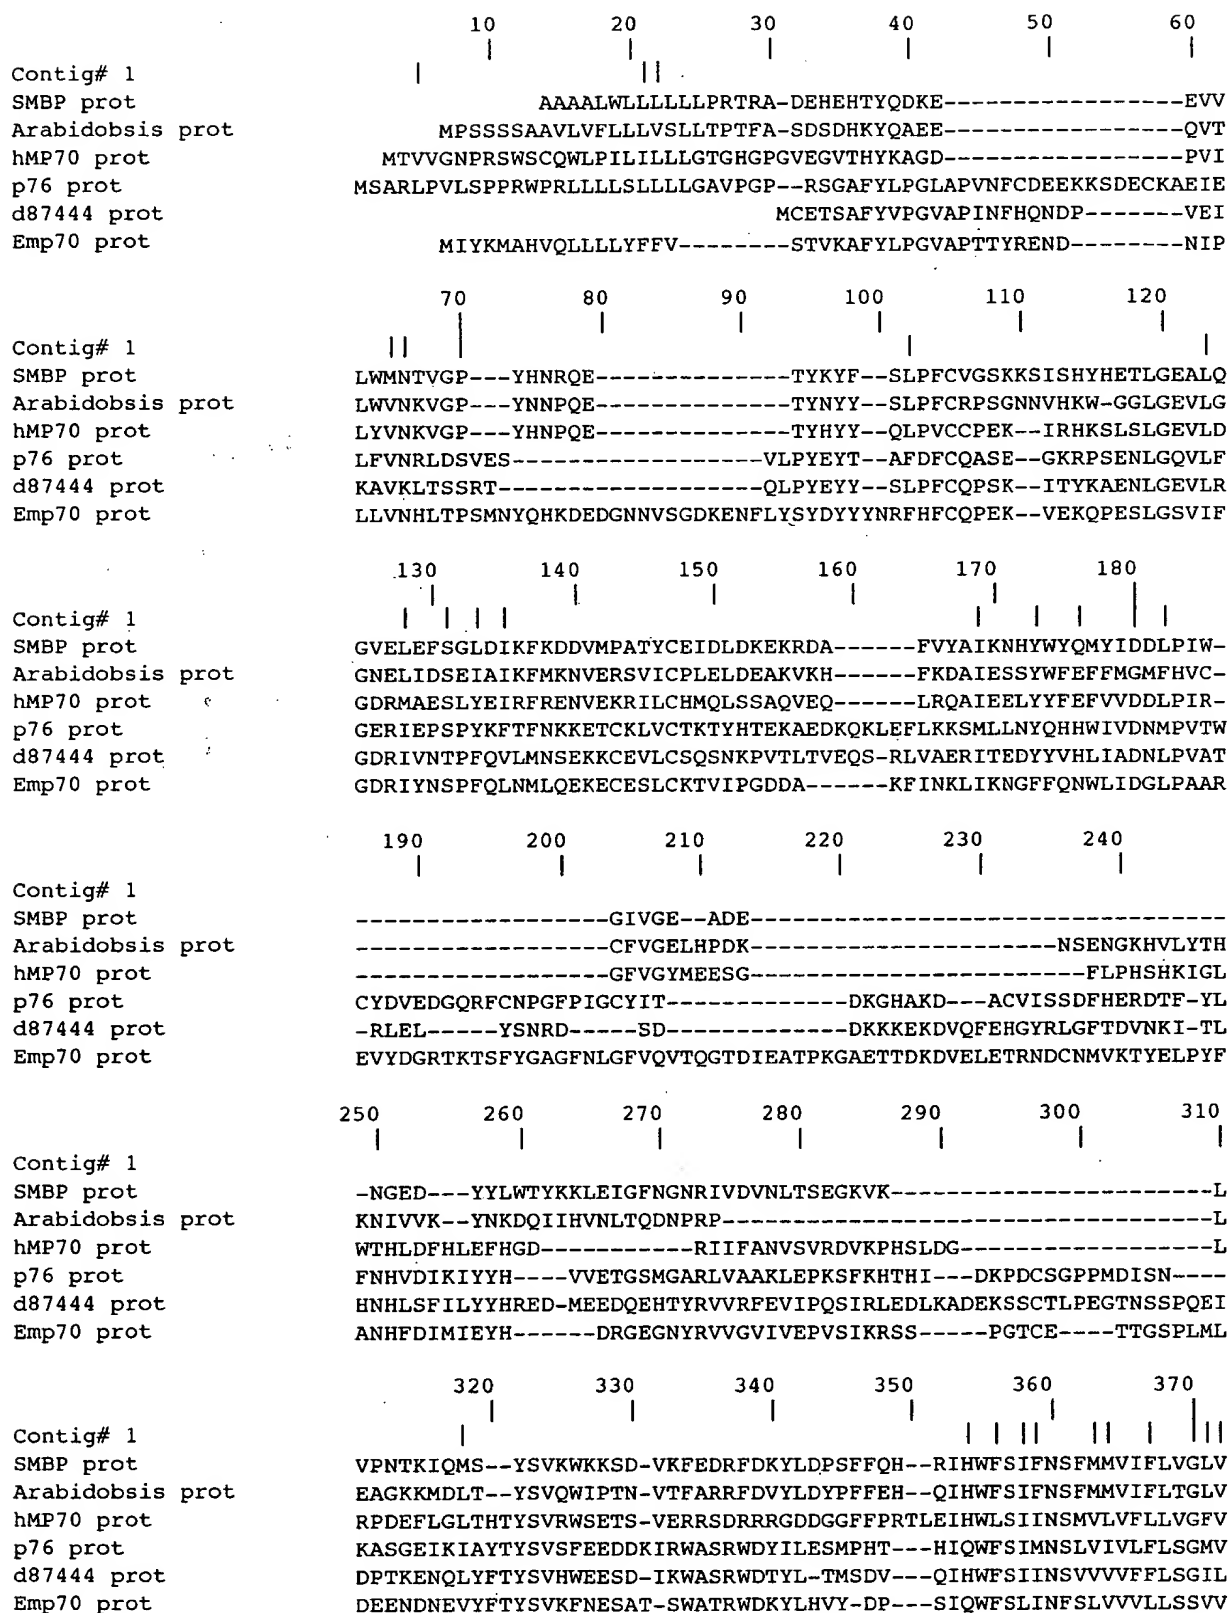 10 20 30 40 50 60
Contig# 1
SMBP prot AAAALWLLLLLLPRTRA-DEHEHTYQDKE-----------------EVV
Arabidobsis prot MPSSSSAAVLVFLLLVSLLTPTFA-SDSDHKYQAEE-----------------QVT
hMP70 prot MTVVGNPRSWSCQWLPILILLLGTGHGPGVEGVTHYKAGD-----------------PVI
p76 prot MSARLPVLSPPRWPRLLLLSLLLLGAVPGP--RSGAFYLPGLAPVNFCDEEKKSDECKAEIE
d87444 prot MCETSAFYVPGVAPINFHQNDP-------VEI
Emp70 prot MIYKMAHVQLLLLYFFV--------STVKAFYLPGVAPTTYREND--------NIP
70 80 90 100 110 120
Contig# 1
SMBP prot LWMNTVGP---YHNRQE--------------TYKYF--SLPFCVGSKKSISHYHETLGEALQ
Arabidobsis prot LWVNKVGP---YNNPQE--------------TYNYY--SLPFCRPSGNNVHKW-GGLGEVLG
hMP70 prot LYVNKVGP---YHNPQE--------------TYHYY--QLPVCCPEK--IRHKSLSLGEVLD
p76 prot LFVNRLDSVES------------------VLPYEYT--AFDFCQASE--GKRPSENLGQVLF
d87444 prot KAVKLTSSRT-------------------QLPYEYY--SLPFCQPSK--ITYKAENLGEVLR
Emp70 prot LLVNHLTPSMNYQHKDEDGNNVSGDKENFLYSYDYYYNRFHFCQPEK--VEKQPESLGSVIF
130 140 150 160 170 180
Contig# 1
SMBP prot GVELEFSGLDIKFKDDVMPATYCEIDLDKEKRDA------FVYAIKNHYWYQMYIDDLPIW-
Arabidobsis prot GNELIDSEIAIKFMKNVERSVICPLELDEAKVKH------FKDAIESSYWFEFFMGMFHVC-
hMP70 prot GDRMAESLYEIRFRENVEKRILCHMQLSSAQVEQ------LRQAIEELYYFEFVVDDLPIR-
p76 prot GERIEPSPYKFTFNKKETCKLVCTKTYHTEKAEDKQKLEFLKKSMLLNYQHHWIVDNMPVTW
d87444 prot GDRIVNTPFQVLMNSEKKCEVLCSQSNKPVTLTVEQS-RLVAERITEDYYVHLIADNLPVAT
Emp70 prot GDRIYNSPFQLNMLQEKECESLCKTVIPGDDA------KFINKLIKNGFFQNWLIDGLPAAR
190 200 210 220 230 240
Contig# 1
SMBP prot ------------------GIVGE--ADE----------------------------------
Arabidobsis prot ------------------CFVGELHPDK----------------------NSENGKHVLYTH
hMP70 prot ------------------GFVGYMEESG------------------------FLPHSHKIGL
p76 prot CYDVEDGQRFCNPGFPIGCYIT-------------DKGHAKD---ACVISSDFHERDTF-YL
d87444 prot -RLEL-----YSNRD-----SD-------------DKKKEKDVQFEHGYRLGFTDVNKI-TL
Emp70 prot EVYDGRTKTSFYGAGFNLGFVQVTQGTDIEATPKGAETTDKDVELETRNDCNMVKTYELPYF
250 260 270 280 290 300 310
Contig# 1
SMBP prot -NGED---YYLWTYKKLEIGFNGNRIVDVNLTSEGKVK-----------------------L
Arabidobsis prot KNIVVK--YNKDQIIHVNLTQDNPRP-----------------------------------L
hMP70 prot WTHLDFHLEFHGD-----------RIIFANVSVRDVKPHSLDG------------------L
p76 prot FNHVDIKIYYH----VVETGSMGARLVAAKLEPKSFKHTHI---DKPDCSGPPMDISN----
d87444 prot HNHLSFILYYHRED-MEEDQEHTYRVVRFEVIPQSIRLEDLKADEKSSCTLPEGTNSSPQEI
Emp70 prot ANHFDIMIEYH------DRGEGNYRVVGVIVEPVSIKRSS-----PGTCE----TTGSPLML
320 330 340 350 360 370
Contig# 1
SMBP prot VPNTKIQMS--YSVKWKKSD-VKFEDRFDKYLDPSFFQH--RIHWFSIFNSFMMVIFLVGLV
Arabidobsis prot EAGKKMDLT--YSVQWIPTN-VTFARRFDVYLDYPFFEH--QIHWFSIFNSFMMVIFLTGLV
hMP70 prot RPDEFLGLTHTYSVRWSETS-VERRSDRRRGDDGGFFPRTLEIHWLSIINSMVLVFLLVGFV
p76 prot KASGEIKIAYTYSVSFEEDDKIRWASRWDYILESMPHT---HIQWFSIMNSLVIVLFLSGMV
d87444 prot DPTKENQLYFTYSVHWEESD-IKWASRWDTYL-TMSDV---QIHWFSIINSVVVVFFLSGIL
Emp70 prot DEENDNEVYFTYSVKFNESAT-SWATRWDKYLHVY-DP---SIQWFSLINFSLVVVLLSSVV